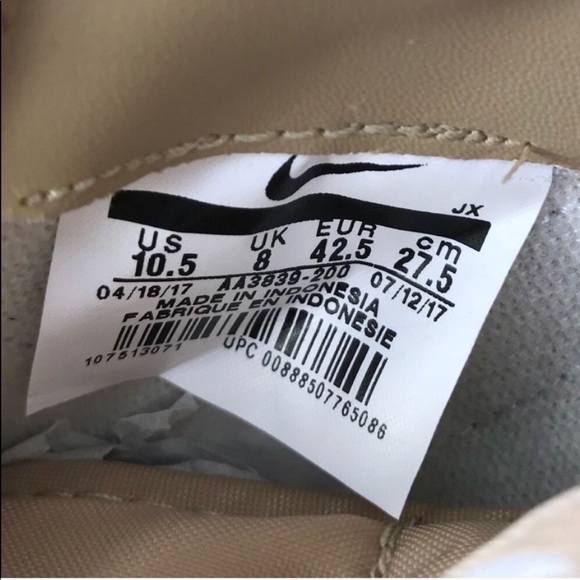 JX
US UK EUR cm
10.5 8 42.5 27.5
04/18/17 AA3839-200 07/12/17
MADE IN INDONESIA
FABRIQUE EN INDONESIE
107513071 UPC 00888507765086